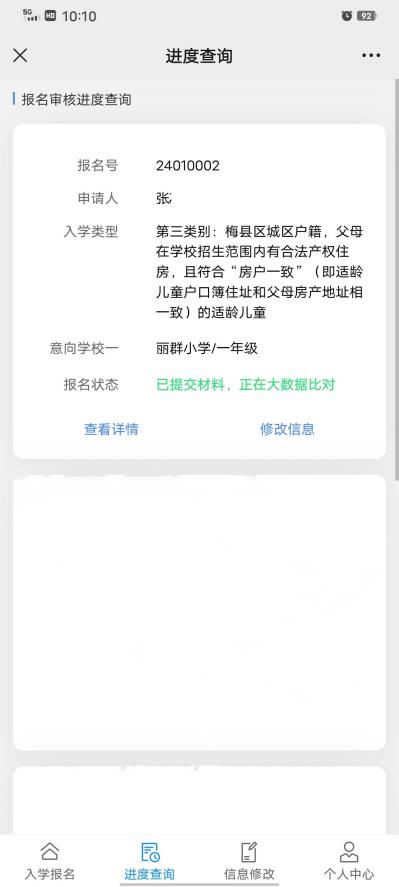 5G HD 10:10 92
进度查询
报名审核进度查询
报名号 24010002
申请人 张
入学类型 第三类别：梅县区城区户籍，父母
在学校招生范围内有合法产权住
房，且符合“房户一致”（即适龄
儿童户口簿住址和父母房产地址相
一致）的适龄儿童
意向学校一 丽群小学/一年级
报名状态 已提交材料，正在大数据比对
查看详情 修改信息
入学报名 进度查询 信息修改 个人中心